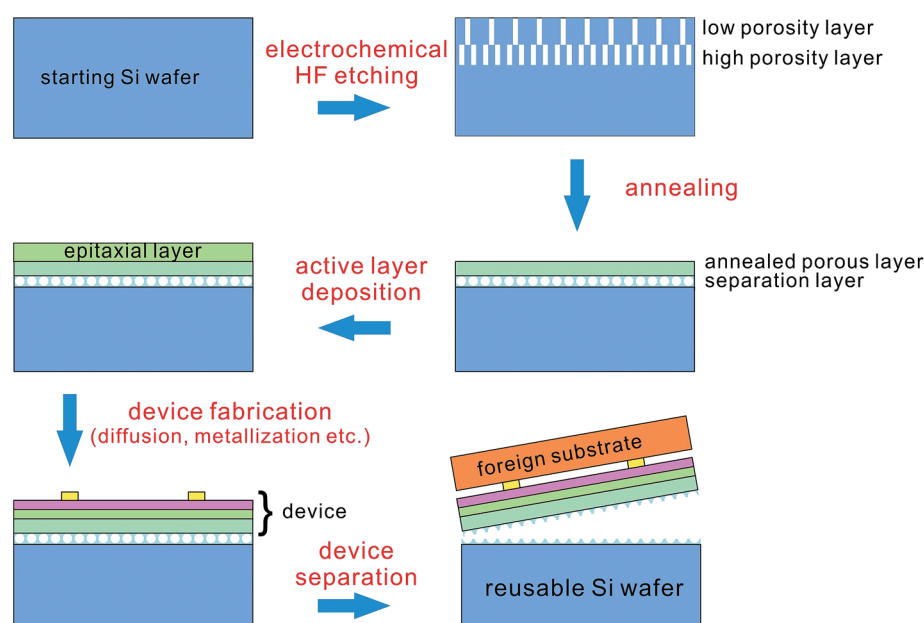 starting Si wafer
electrochemical
HF etching
low porosity layer
high porosity layer
annealing
annealed porous layer
separation layer
active layer
deposition
epitaxial layer
device fabrication
(diffusion, metallization etc.)
device
device
separation
foreign substrate
reusable Si wafer